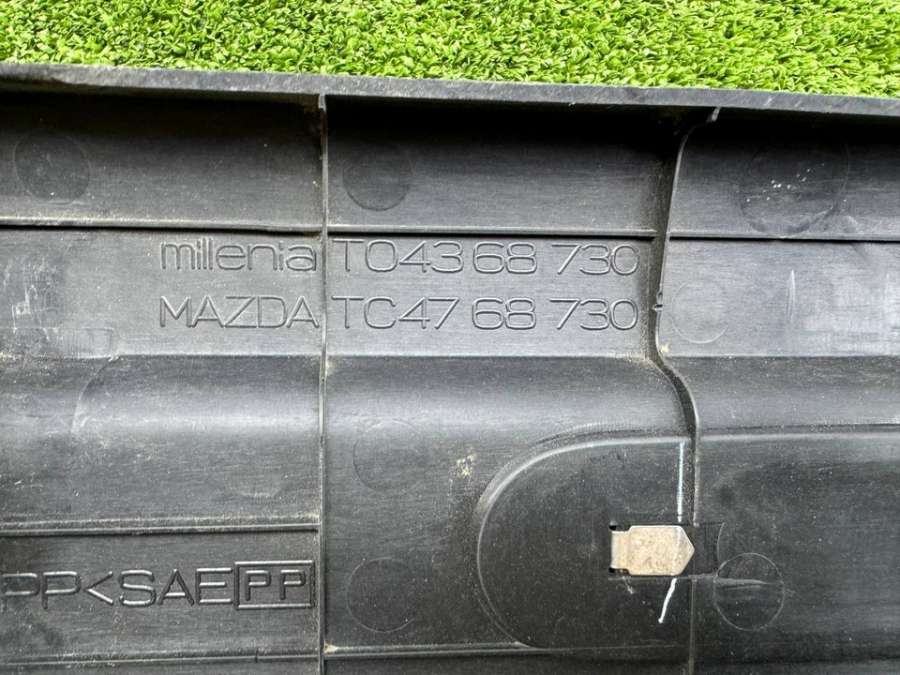 millenia T043 68 730
MAZDA TC47 68 730
PP<SAE PP